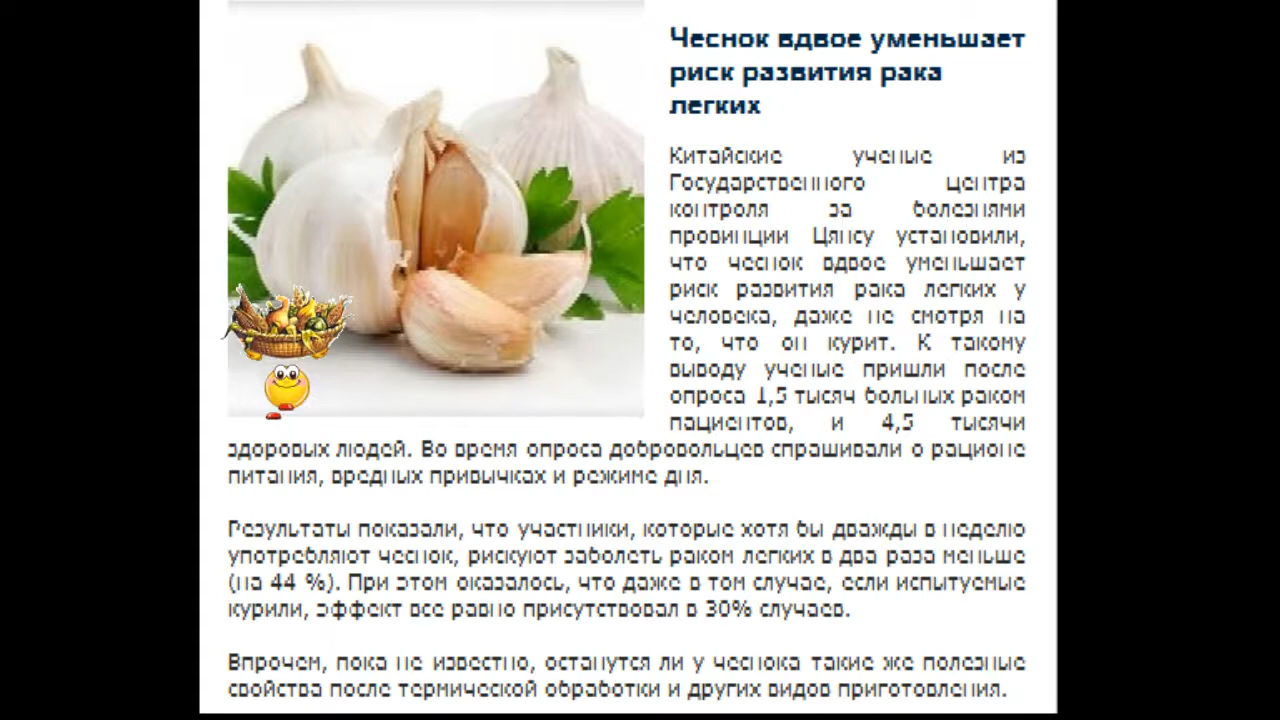 Чеснок вдвое уменьшает
риск развития рака
легких
Китайские ученые из
Государственного центра
контроля за болезнями
провинции Цянсу установили,
что чеснок вдвое уменьшает
риск развития рака легких у
человека, даже не смотря на
то, что он курит. К такому
выводу ученые пришли после
опроса 1,5 тысяч больных раком
пациентов, и 4,5 тысячи
здоровых людей. Во время опроса добровольцев спрашивали о рационе
питания, вредных привычках и режиме дня.
Результаты показали, что участники, которые хотя бы дважды в неделю
употребляют чеснок, рискуют заболеть раком легких в два раза меньше
(на 44 %). При этом оказалось, что даже в том случае, если испытуемые
курили, эффект все равно присутствовал в 30% случаев.
Впрочем, пока не известно, останутся ли у чеснока такие же полезные
свойства после термической обработки и других видов приготовления.